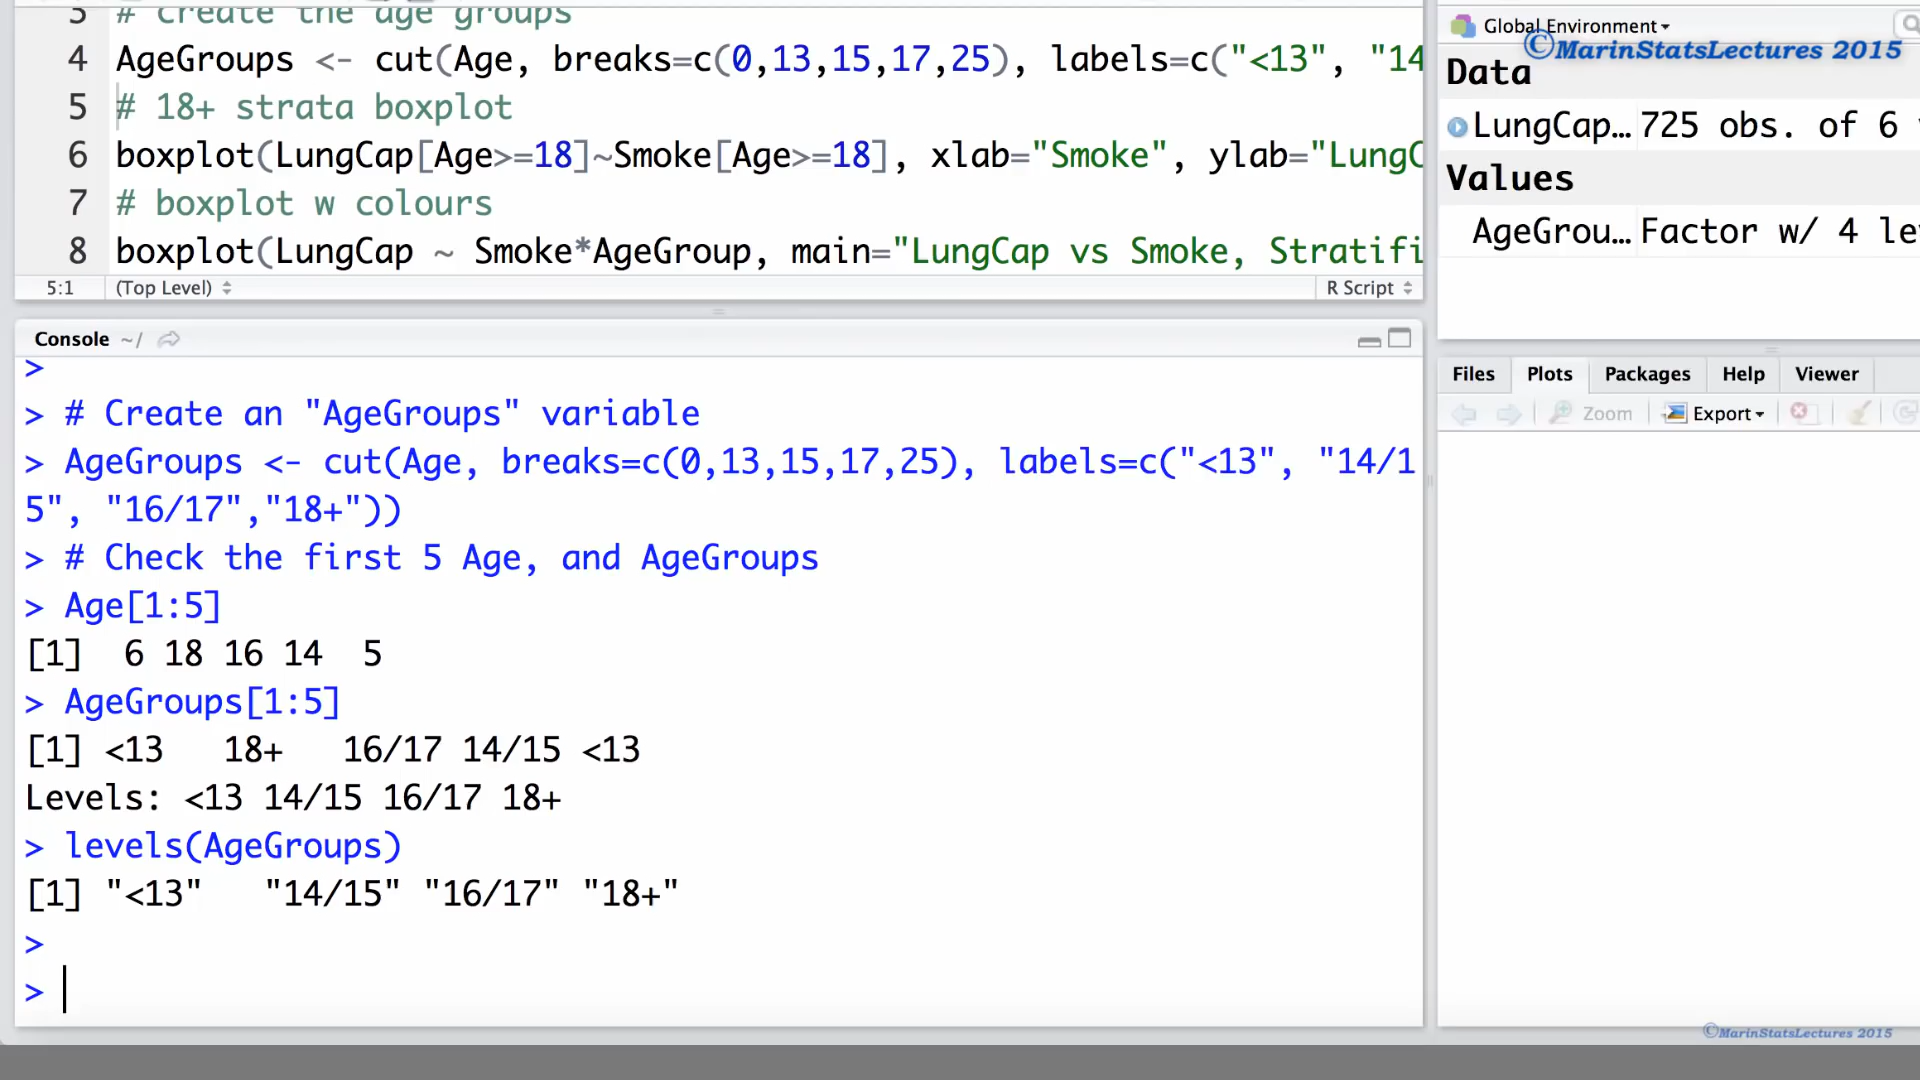 3 # create the age groups
4 AgeGroups <- cut(Age, breaks=c(0,13,15,17,25), labels=c("<13", "14
5 # 18+ strata boxplot
6 boxplot(LungCap[Age>=18]~Smoke[Age>=18], xlab="Smoke", ylab="LungC
7 # boxplot w colours
8 boxplot(LungCap ~ Smoke*AgeGroup, main="LungCap vs Smoke, Stratifi
5:1 (Top Level) R Script
Console ~/
>
> # Create an "AgeGroups" variable
> AgeGroups <- cut(Age, breaks=c(0,13,15,17,25), labels=c("<13", "14/1
5", "16/17","18+"))
> # Check the first 5 Age, and AgeGroups
> Age[1:5]
[1]  6 18 16 14  5
> AgeGroups[1:5]
[1] <13   18+   16/17 14/15 <13
Levels: <13 14/15 16/17 18+
> levels(AgeGroups)
[1] "<13"   "14/15" "16/17" "18+"
>
>
Global Environment
©MarinStatsLectures 2015
Data
LungCap… 725 obs. of 6
Values
AgeGrou… Factor w/ 4 le
Files Plots Packages Help Viewer
Zoom Export
©MarinStatsLectures 2015